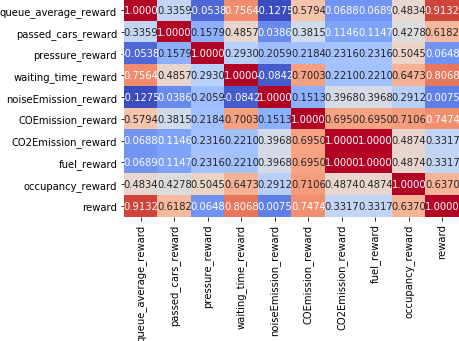 queue_average_reward 1.0000 0.3359 -0.0538 0.7564 -0.1275 0.5794 0.0688 0.0689 0.4834 0.9132
passed_cars_reward 0.3359 1.0000 0.1579 0.4857 0.0386 0.3815 0.1146 0.1147 0.4278 0.6182
pressure_reward -0.0538 0.1579 1.0000 0.2930 0.2059 0.2184 0.2316 0.2316 0.5045 0.0648
waiting_time_reward 0.7564 0.4857 0.2930 1.0000 -0.0842 0.7003 0.2210 0.2210 0.6473 0.8068
noiseEmission_reward -0.1275 0.0386 0.2059 -0.0842 1.0000 0.1513 0.3968 0.3968 0.2912 0.0075
COEmission_reward 0.5794 0.3815 0.2184 0.7003 0.1513 1.0000 0.6950 0.6950 0.7106 0.7474
CO2Emission_reward 0.0688 0.1146 0.2316 0.2210 0.3968 0.6950 1.0000 1.0000 0.4874 0.3317
fuel_reward 0.0689 0.1147 0.2316 0.2210 0.3968 0.6950 1.0000 1.0000 0.4874 0.3317
occupancy_reward 0.4834 0.4278 0.5045 0.6473 0.2912 0.7106 0.4874 0.4874 1.0000 0.6370
reward 0.9132 0.6182 0.0648 0.8068 0.0075 0.7474 0.3317 0.3317 0.6370 1.0000
queue_average_reward
passed_cars_reward
pressure_reward
waiting_time_reward
noiseEmission_reward
COEmission_reward
CO2Emission_reward
fuel_reward
occupancy_reward
reward